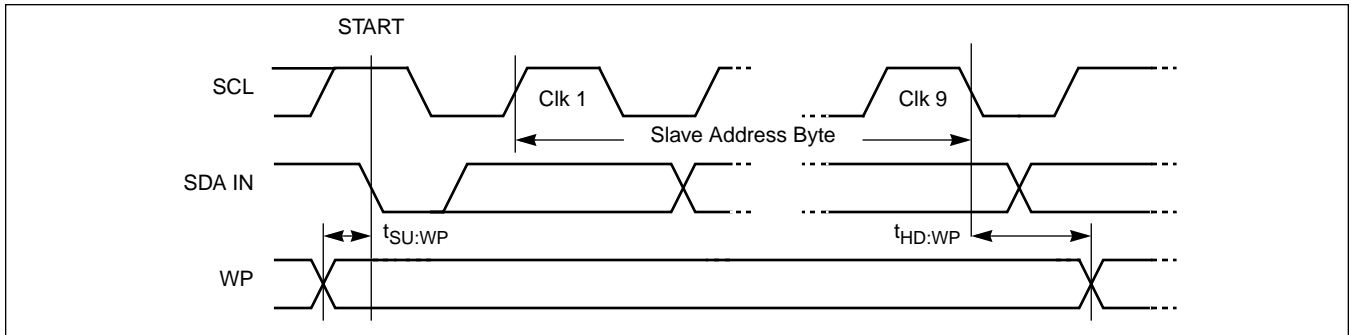 START
SCL
Clk 1
Clk 9
Slave Address Byte
SDA IN
tSU:WP
tHD:WP
WP